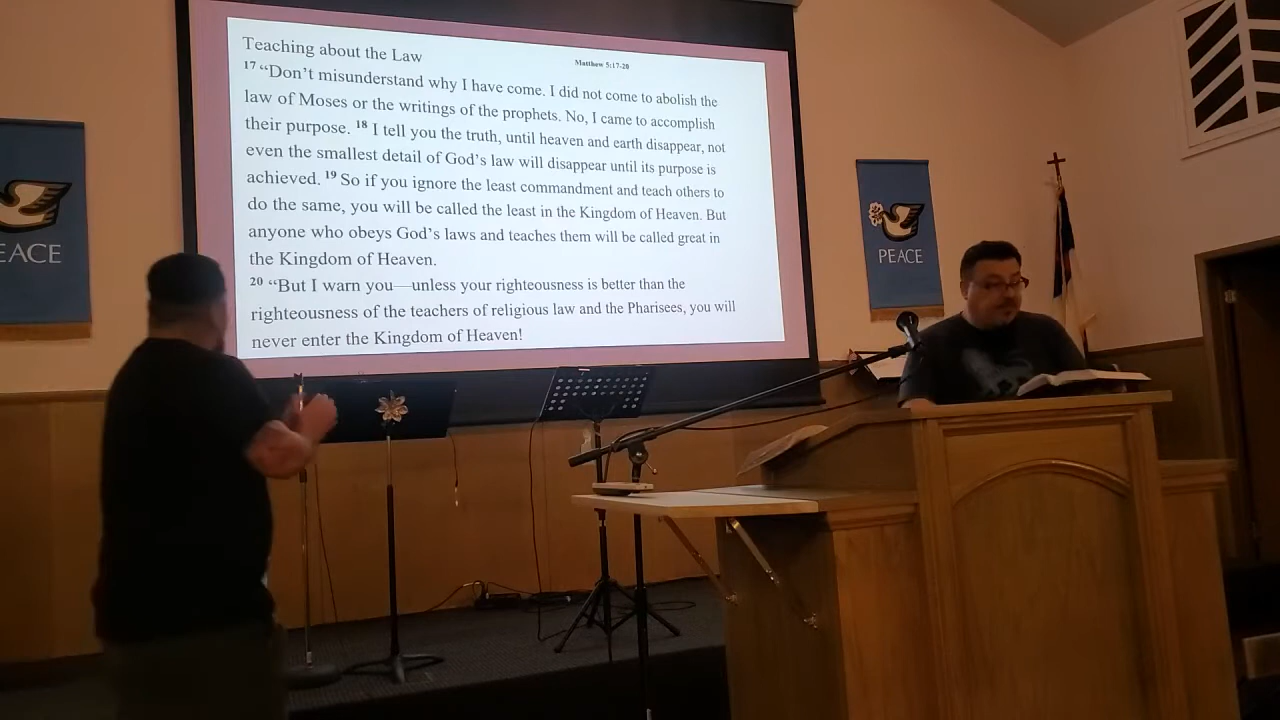 Teaching about the Law
Matthew 5:17-20
17 “Don’t misunderstand why I have come. I did not come to abolish the
law of Moses or the writings of the prophets. No, I came to accomplish
their purpose. 18 I tell you the truth, until heaven and earth disappear, not
even the smallest detail of God’s law will disappear until its purpose is
achieved. 19 So if you ignore the least commandment and teach others to
do the same, you will be called the least in the Kingdom of Heaven. But
anyone who obeys God’s laws and teaches them will be called great in
the Kingdom of Heaven.
20 “But I warn you—unless your righteousness is better than the
righteousness of the teachers of religious law and the Pharisees, you will
never enter the Kingdom of Heaven!
EACE
PEACE